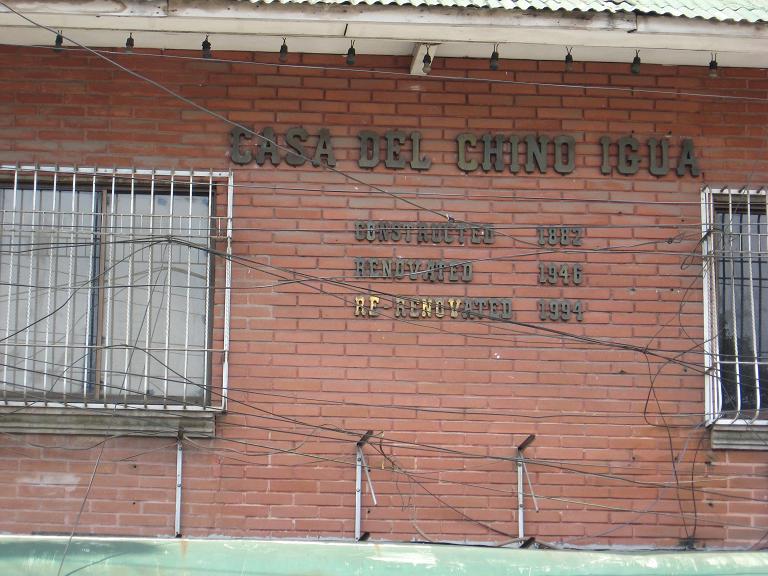 CASA DEL CHINO IGUA
CONSTRUCTED 1882
RENOVATED 1946
RE-RENOVATED 1994